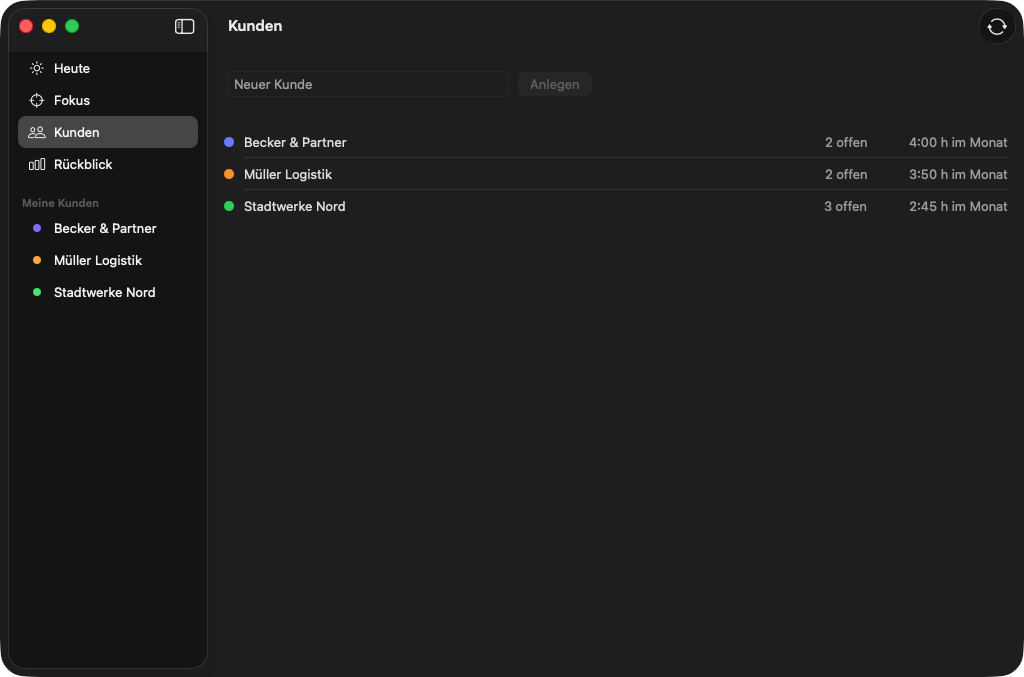 Kunden
Heute
Fokus
Kunden
Rückblick
Meine Kunden
Becker & Partner
Müller Logistik
Stadtwerke Nord
Neuer Kunde Anlegen
Becker & Partner 2 offen 4:00 h im Monat
Müller Logistik 2 offen 3:50 h im Monat
Stadtwerke Nord 3 offen 2:45 h im Monat